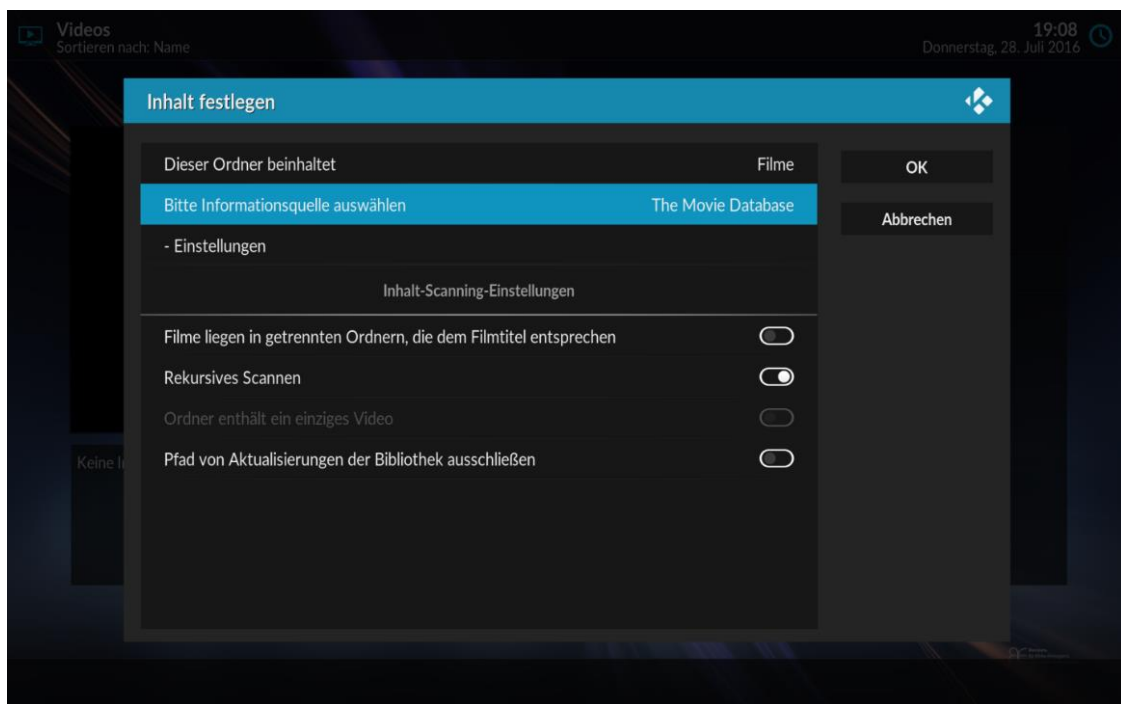 Videos
Sortieren nach: Name
19:08
Donnerstag, 28. Juli 2016
Inhalt festlegen
Dieser Ordner beinhaltet Filme
OK
Bitte Informationsquelle auswählen The Movie Database
Abbrechen
- Einstellungen
Inhalt-Scanning-Einstellungen
Filme liegen in getrennten Ordnern, die dem Filmtitel entsprechen
Rekursives Scannen
Ordner enthält ein einziges Video
Keine
Pfad von Aktualisierungen der Bibliothek ausschließen